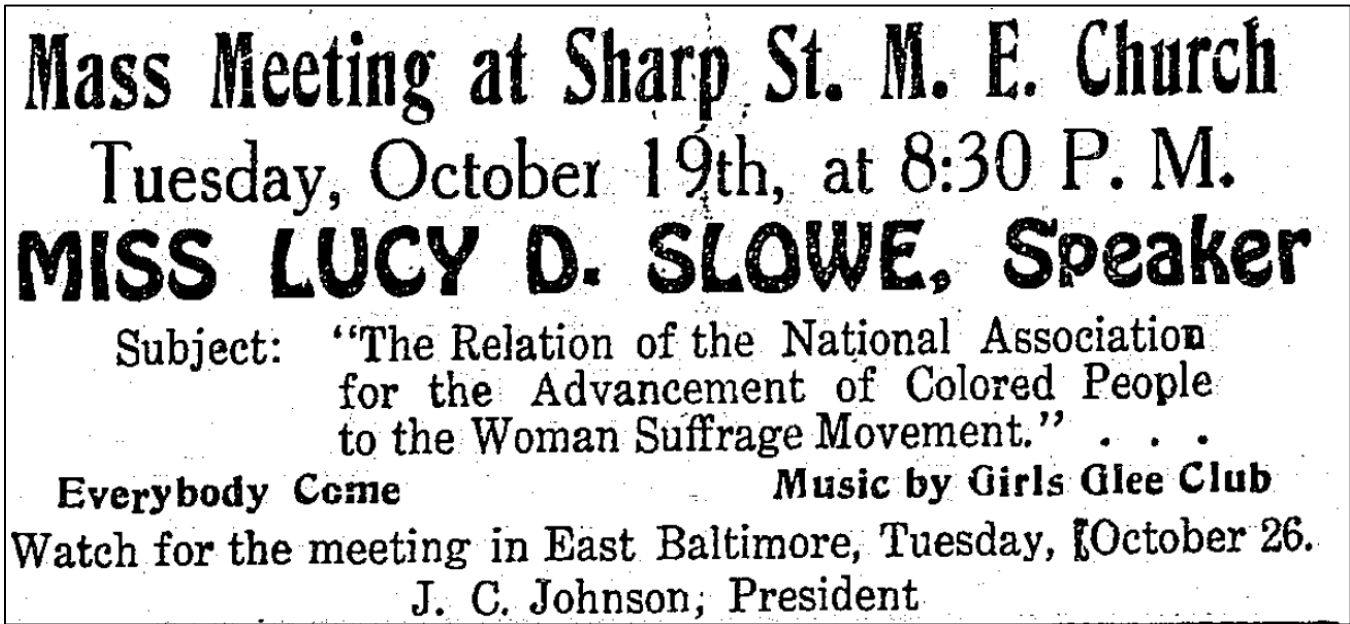 Mass Meeting at Sharp St. M. E. Church
Tuesday, October 19th, at 8:30 P. M.
MISS LUCY D. SLOWE, Speaker
Subject: "The Relation of the National Association
for the Advancement of Colored People
to the Woman Suffrage Movement." . . .
Everybody Come Music by Girls Glee Club
Watch for the meeting in East Baltimore, Tuesday, October 26.
J. C. Johnson, President